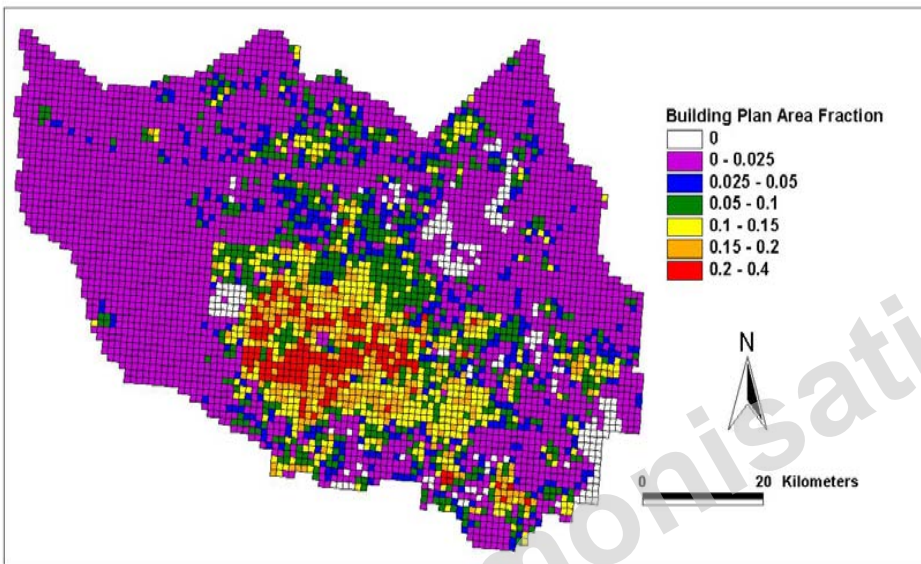 Building Plan Area Fraction
0
0 - 0.025
0.025 - 0.05
0.05 - 0.1
0.1 - 0.15
0.15 - 0.2
0.2 - 0.4
N
0 20 Kilometers
monisati